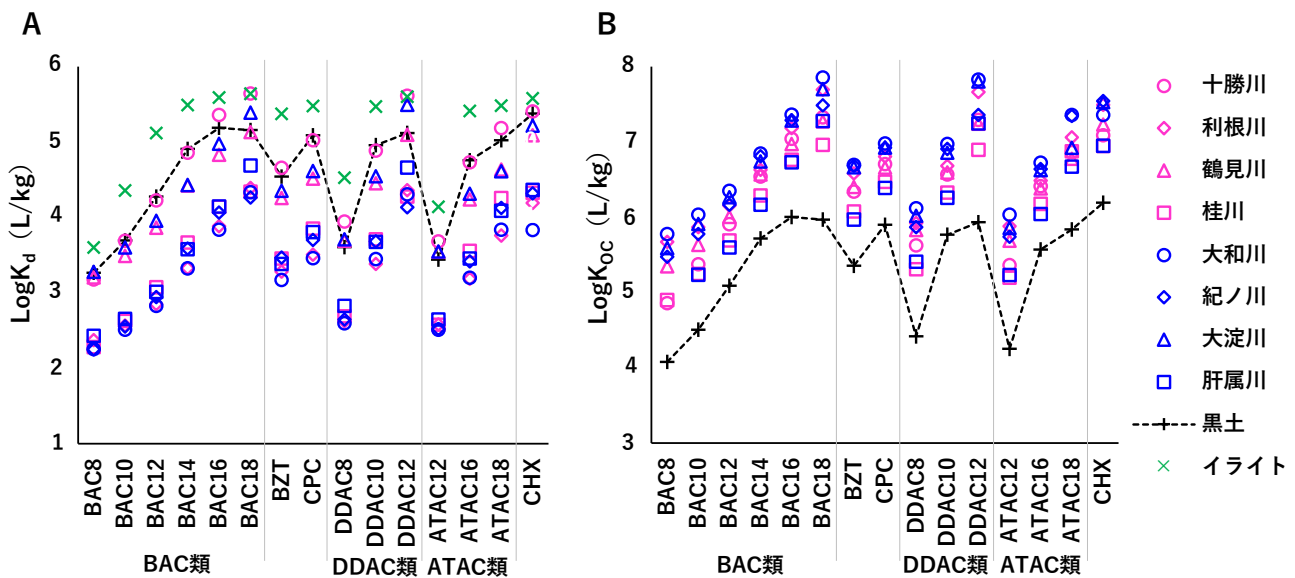 A
LogKd (L/kg)
6
5
4
3
2
1
BAC8
BAC10
BAC12
BAC14
BAC16
BAC18
BZT
CPC
DDAC8
DDAC10
DDAC12
ATAC12
ATAC16
ATAC18
CHX
BAC類
DDAC類
ATAC類
B
LogKOC (L/kg)
8
7
6
5
4
3
BAC8
BAC10
BAC12
BAC14
BAC16
BAC18
BZT
CPC
DDAC8
DDAC10
DDAC12
ATAC12
ATAC16
ATAC18
CHX
BAC類
DDAC類
ATAC類
十勝川
利根川
鶴見川
桂川
大和川
紀ノ川
大淀川
肝属川
黒土
イライト